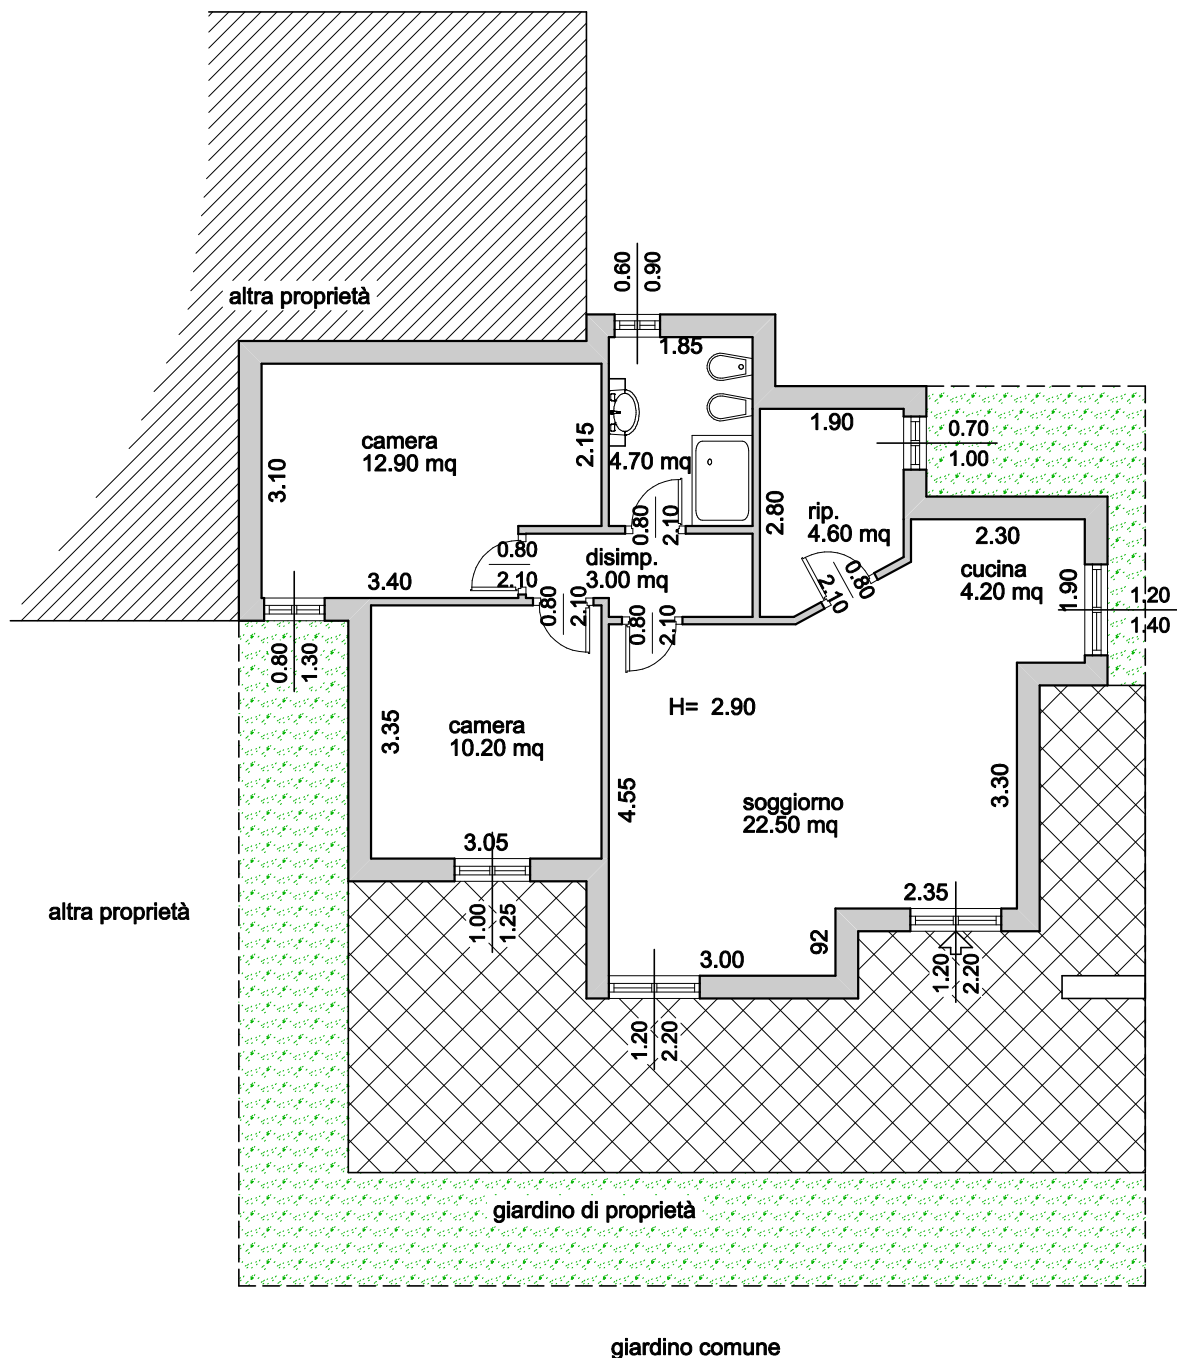 0.60
0.90
altra proprietà
1.85
1.90
0.70
1.00
camera
12.90 mq
2.15
4.70 mq
3.10
2.80
rip.
4.60 mq
0.80
2.10
2.30
disimp.
3.00 mq
0.80
2.10
cucina
4.20 mq
0.80
2.10
1.90
1.20
1.40
3.40
0.80
2.10
0.80
2.10
0.80
1.30
H= 2.90
camera
10.20 mq
3.35
4.55
3.30
soggiorno
22.50 mq
3.05
2.35
altra proprietà
1.00
1.25
92
3.00
1.20
2.20
1.20
2.20
giardino di proprietà
giardino comune